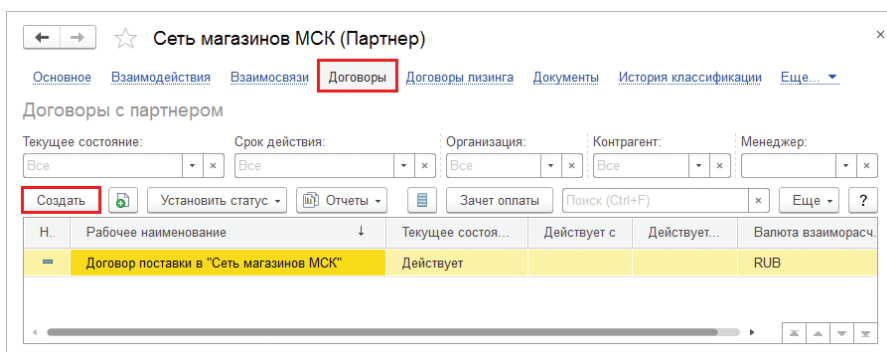 Сеть магазинов МСК (Партнер)
Основное Взаимодействия Взаимосвязи Договоры Договоры лизинга Документы История классификации Еще...
Договоры с партнером
Текущее состояние: Срок действия: Организация: Контрагент: Менеджер:
Все Все Все Все
Создать Установить статус Отчеты Зачет оплаты Поиск (Ctrl+F) × Еще ?
Н.. Рабочее наименование ↓ Текущее состоя... Действует с Действует... Валюта взаиморасч.
Договор поставки в "Сеть магазинов МСК" Действует RUB